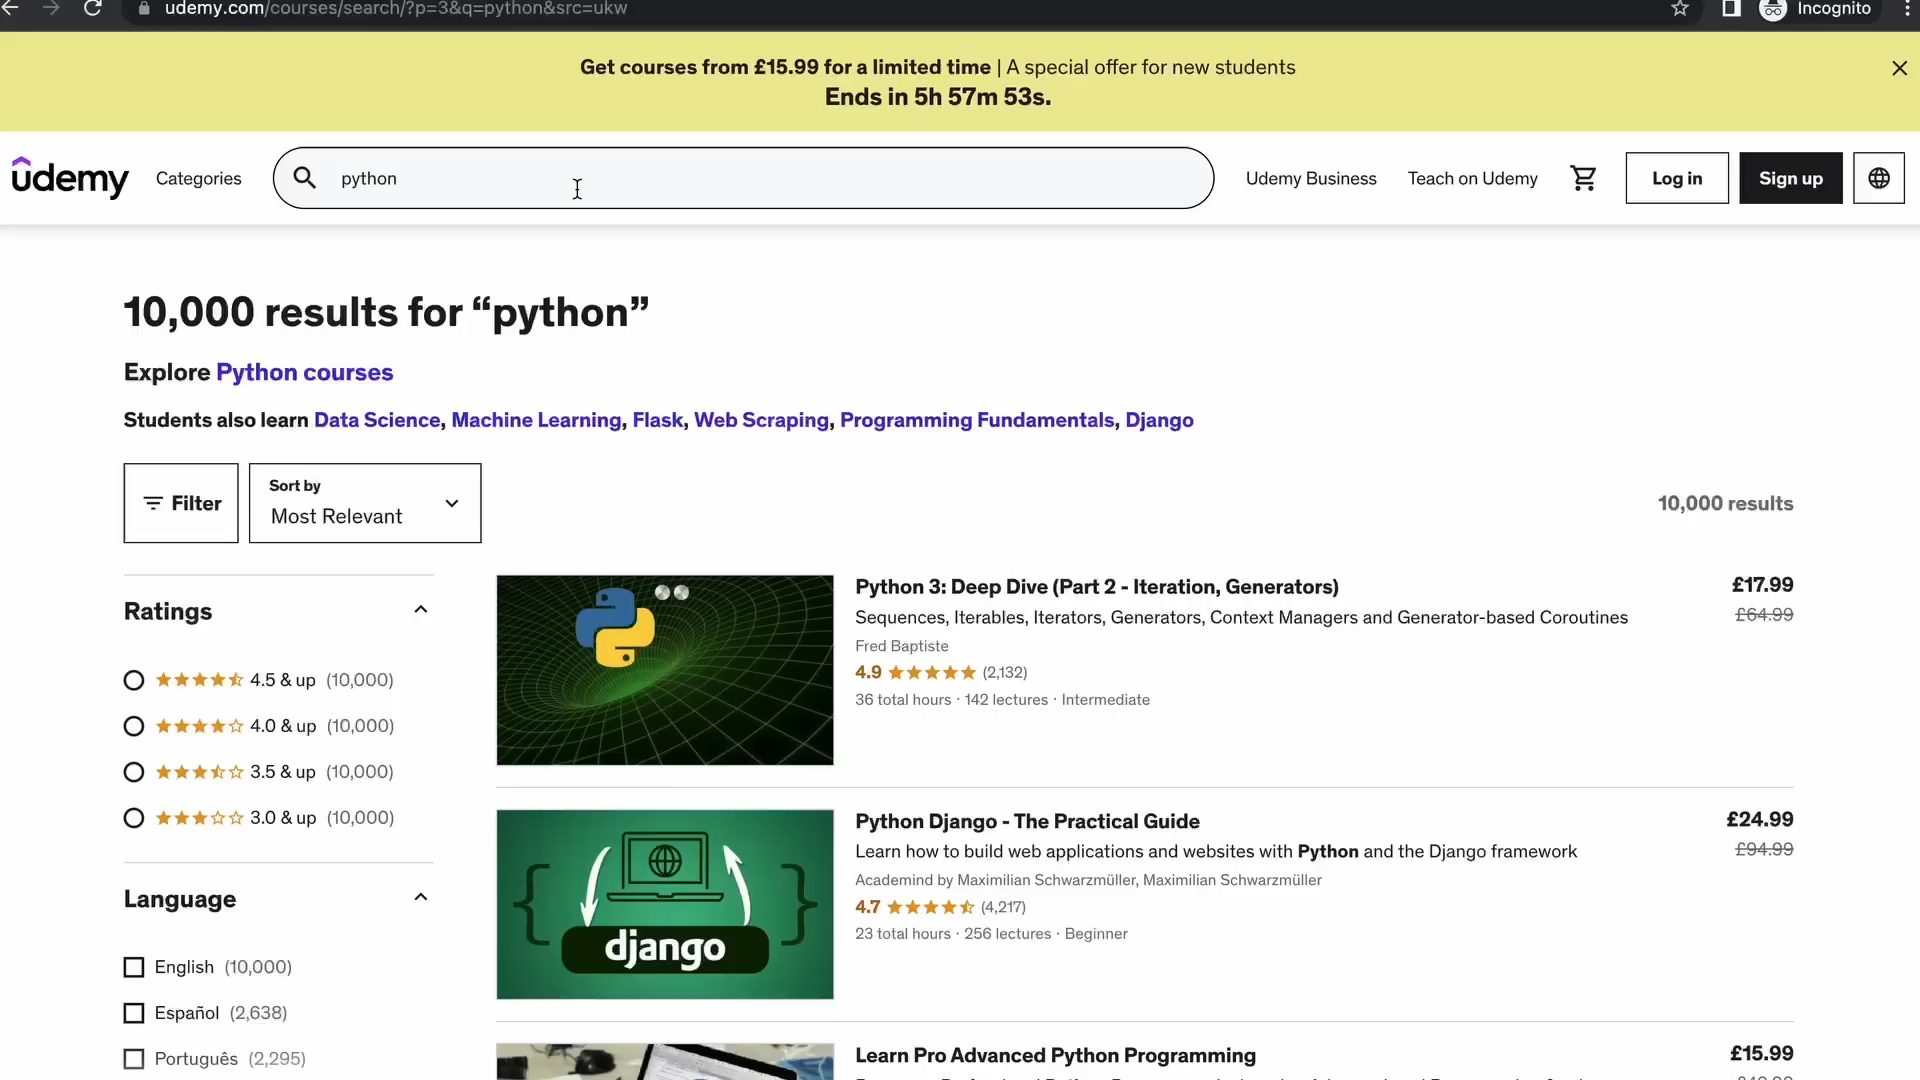 udemy.com/courses/search/?p=3&q=python&src=ukw
Incognito
Get courses from £15.99 for a limited time | A special offer for new students
Ends in 5h 57m 53s.
udemy
Categories
python
Udemy Business
Teach on Udemy
Log in
Sign up
10,000 results for “python”
Explore Python courses
Students also learn Data Science, Machine Learning, Flask, Web Scraping, Programming Fundamentals, Django
Filter
Sort by
Most Relevant
10,000 results
Ratings
4.5 & up (10,000)
4.0 & up (10,000)
3.5 & up (10,000)
3.0 & up (10,000)
Language
English (10,000)
Español (2,638)
Português (2,295)
Python 3: Deep Dive (Part 2 - Iteration, Generators)
£17.99
Sequences, Iterables, Iterators, Generators, Context Managers and Generator-based Coroutines
£64.99
Fred Baptiste
4.9 (2,132)
36 total hours · 142 lectures · Intermediate
django
Python Django - The Practical Guide
£24.99
Learn how to build web applications and websites with Python and the Django framework
£94.99
Academind by Maximilian Schwarzmüller, Maximilian Schwarzmüller
4.7 (4,217)
23 total hours · 256 lectures · Beginner
Learn Pro Advanced Python Programming
£15.99